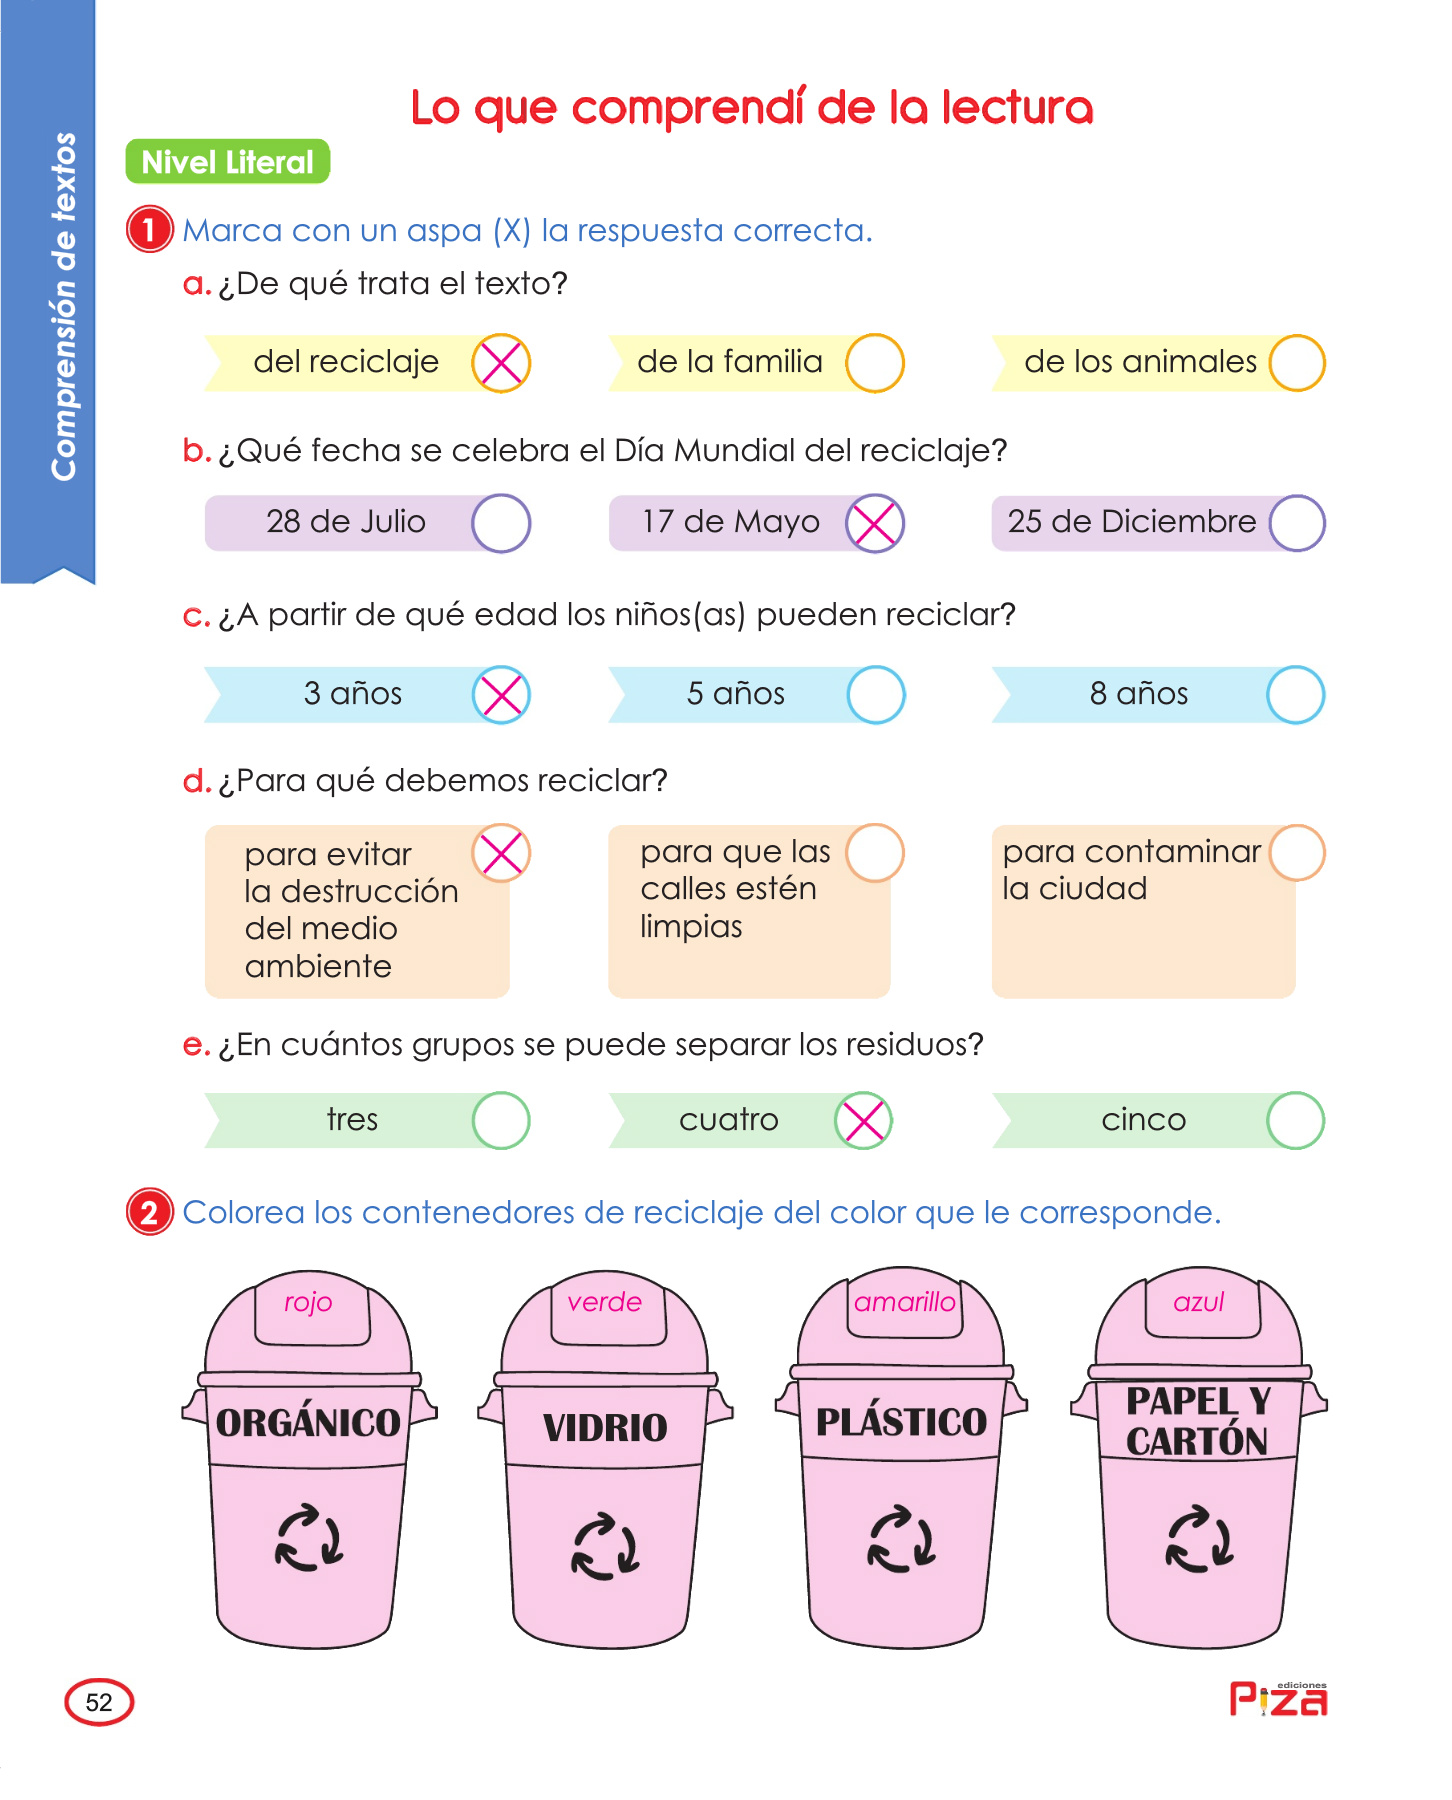 Comprensión de textos
Lo que comprendí de la lectura
Nivel Literal
1 Marca con un aspa (X) la respuesta correcta.
a. ¿De qué trata el texto?
del reciclaje X de la familia de los animales
b. ¿Qué fecha se celebra el Día Mundial del reciclaje?
28 de Julio 17 de Mayo X 25 de Diciembre
c. ¿A partir de qué edad los niños(as) pueden reciclar?
3 años X 5 años 8 años
d. ¿Para qué debemos reciclar?
para evitar
la destrucción
del medio
ambiente
X
para que las
calles estén
limpias
para contaminar
la ciudad
e. ¿En cuántos grupos se puede separar los residuos?
tres cuatro X cinco
2 Colorea los contenedores de reciclaje del color que le corresponde.
rojo verde amarillo azul
ORGÁNICO
VIDRIO
PLÁSTICO
PAPEL Y
CARTÓN
52
ediciones
Piza